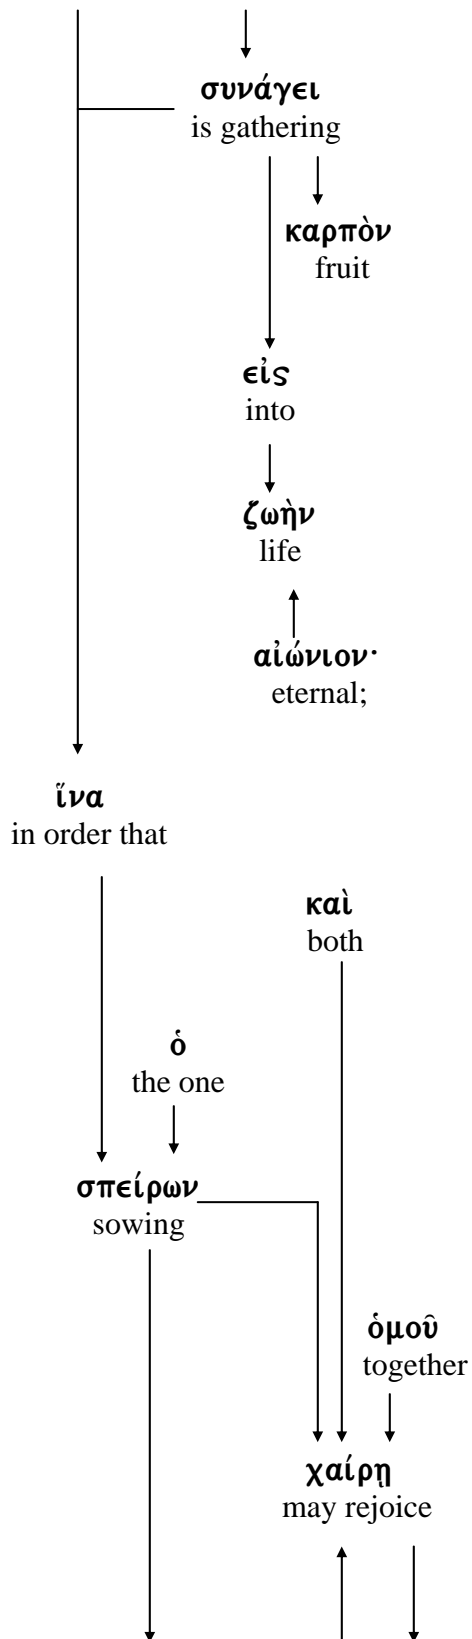 συνάγει
is gathering
καρπὸν
fruit
εἰς
into
ζωὴν
life
αἰώνιον·
eternal;
ἵνα
in order that
καὶ
both
ὁ
the one
σπείρων
sowing
ὁμοῦ
together
χαίρῃ
may rejoice